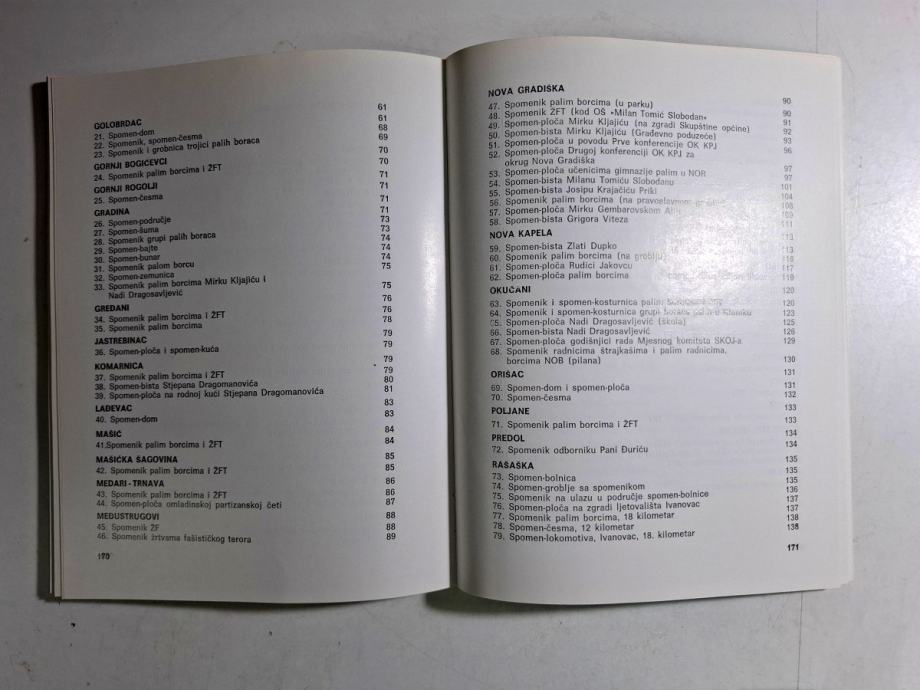 61
GOLOBRDAC 61
21. Spomen-dom 68
22. Spomenik, spomen-česma 69
23. Spomenik i grobnica trojici palih boraca
GORNJI BOGIĆEVCI 70
24. Spomenik palim borcima i ŽFT 70
GORNJI ROGOLJI 71
25. Spomen-česma 71
GRADINA 71
26. Spomen-područje 71
27. Spomen-šuma 73
28. Spomenik grupi palih boraca 73
29. Spomen-bajte 74
30. Spomen-bunar 74
31. Spomenik palom borcu 74
32. Spomen-zemunica 75
33. Spomenik palim borcima Mirku Kljajiću i
Nadi Dragosavljević 75
GREDANI 76
34. Spomenik palim borcima i ŽFT 76
35. Spomenik palim borcima 78
JASTREBINAC 79
36. Spomen-ploča i spomen-kuća 79
KOMARNICA 79
37. Spomenik palim borcima i ŽFT 79
38. Spomen-bista Stjepana Dragomanovića 80
39. Spomen-ploča na rodnoj kući Stjepana Dragomanovića 81
LAĐEVAC 83
40. Spomen-dom 83
MAŠIĆ 84
41.Spomenik palim borcima i ŽFT 84
MAŠIĆKA ŠAGOVINA 85
42. Spomenik palim borcima i ŽFT 85
MEDARI-TRNAVA 86
43. Spomenik palim borcima i ŽFT 86
44. Spomen-ploča omladinskoj partizanskoj četi 87
MEĐUSTRUGOVI 88
45. Spomenik ŽF 88
46. Spomenik žrtvama fašističkog terora 89
170
NOVA GRADIŠKA
47. Spomenik palim borcima (u parku) 90
48. Spomenik ŽFT (kod OŠ »Milan Tomić Slobodan« 90
49. Spomen-ploča Mirku Kljajiću (na zgradi Skupštine općine) 91
50. Spomen-bista Mirku Kljajiću (Građevno poduzeće) 92
51. Spomen-ploča u povodu Prve konferencije OK KPJ 93
52. Spomen-ploča Drugoj konferenciji OK KPJ za 96
okrug Nova Gradiška
53. Spomen-ploča učenicima gimnazije palim u NOR 97
54. Spomen-bista Milanu Tomiću Slobodanu 97
55. Spomen-bista Josipu Krajačiću Priki 101
56. Spomenik palim borcima (na pravoslavnom 104
57. Spomen-ploča Mirku Gembarovskom 108
58. Spomen-bista Grigora Viteza 109
111
NOVA KAPELA 113
59. Spomen-bista Zlati Dupko 113
60. Spomenik palim borcima (na groblju) 116
61. Spomen-ploča Rudici Jakovcu 117
62. Spomen-ploča palim borcima 119
OKUČANI 120
63. Spomenik i spomen-kosturnica palim 120
64. Spomenik i spomen-kosturnica grupi boraca 123
65. Spomen-ploča Nadi Dragosavljević (škola) 125
66. Spomen-bista Nadi Dragosavljević 126
67. Spomen-ploča godišnjici rada Mjesnog komiteta SKOJ-a 129
68. Spomenik radnicima štrajkašima i palim radnicima,
borcima NOB (pilana) 130
ORIŠAC 131
69. Spomen-dom i spomen-ploča 131
70. Spomen-česma 132
POLJANE 133
71. Spomenik palim borcima i ŽFT 133
PREDOL 134
72. Spomenik odborniku Pani Đuriću 134
RAŠAŠKA 135
73. Spomen-bolnica 135
74. Spomen-groblje sa spomenikom 135
75. Spomenik na ulazu u područje spomen-bolnice 136
76. Spomen-ploča na zgradi ljetovališta Ivanovac 137
77. Spomenik palim borcima, 18 kilometar 137
78. Spomen-česma, 12 kilometar 138
79. Spomen-lokomotiva, Ivanovac, 18. kilometar 138
171